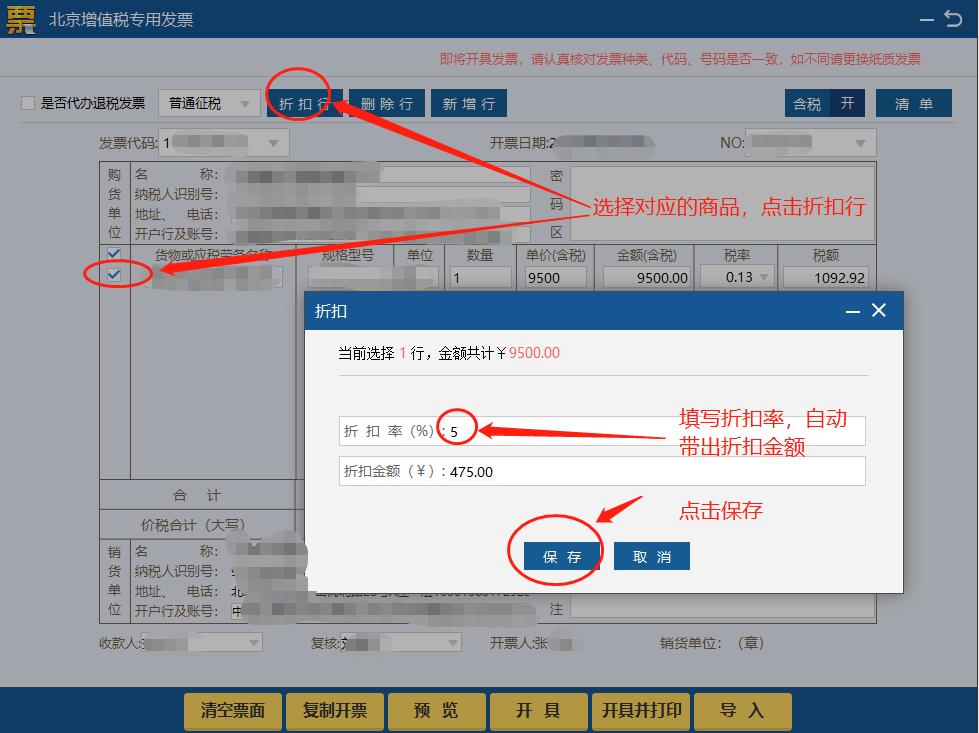 票 北京增值税专用发票
即将开具发票，请认真核对发票种类、代码、号码是否一致，如不同请更换纸质发票
是否代办退税发票 普通征税 折扣行 删除行 新增行 含税 开 清单
发票代码: 1 开票日期:2 NO:
购货单位 名 称: 密码区
纳税人识别号:
地址、 电话:
开户行及账号:
选择对应的商品，点击折扣行
货物或应税劳务名称 规格型号 单位 数量 单价(含税) 金额(含税) 税率 税额
1 9500 9500.00 0.13 1092.92
折扣
当前选择 1 行，金额共计￥9500.00
折 扣 率（%）: 5
填写折扣率，自动
带出折扣金额
折扣金额（￥）: 475.00
点击保存
保存 取消
合 计
价税合计（大写）
销货单位 名 称:
纳税人识别号:
地址、 电话:
开户行及账号: 注
收款人: 复核: 开票人:张 销货单位: （章）
清空票面 复制开票 预览 开具 开具并打印 导入